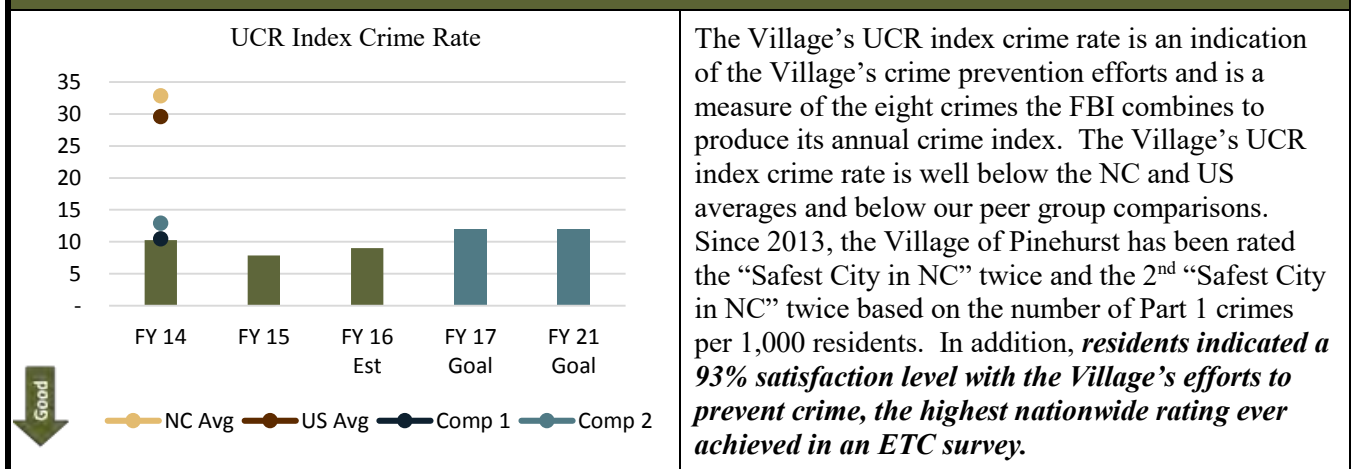 UCR Index Crime Rate
35
30
25
20
15
10
5
-
FY 14
FY 15
FY 16
Est
FY 17
Goal
FY 21
Goal
Good
NC Avg
US Avg
Comp 1
Comp 2
The Village’s UCR index crime rate is an indication
of the Village’s crime prevention efforts and is a
measure of the eight crimes the FBI combines to
produce its annual crime index.  The Village’s UCR
index crime rate is well below the NC and US
averages and below our peer group comparisons.
Since 2013, the Village of Pinehurst has been rated
the “Safest City in NC” twice and the 2nd “Safest City
in NC” twice based on the number of Part 1 crimes
per 1,000 residents.  In addition, residents indicated a
93% satisfaction level with the Village’s efforts to
prevent crime, the highest nationwide rating ever
achieved in an ETC survey.